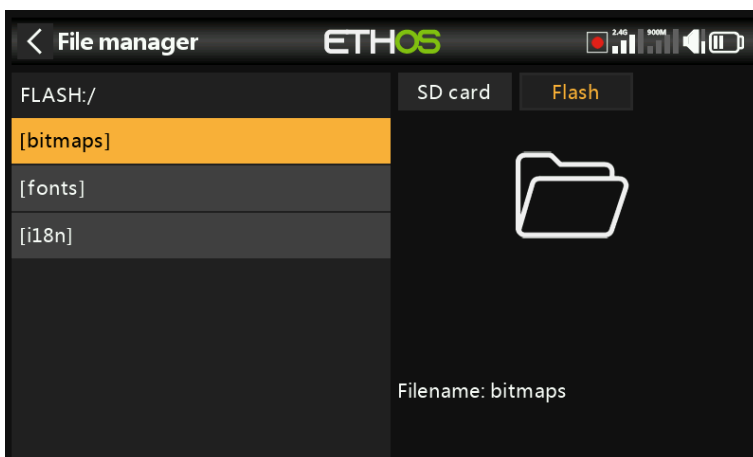 File manager
ETHOS
2.4G
900M
FLASH:/
SD card
Flash
[bitmaps]
[fonts]
[i18n]
Filename: bitmaps